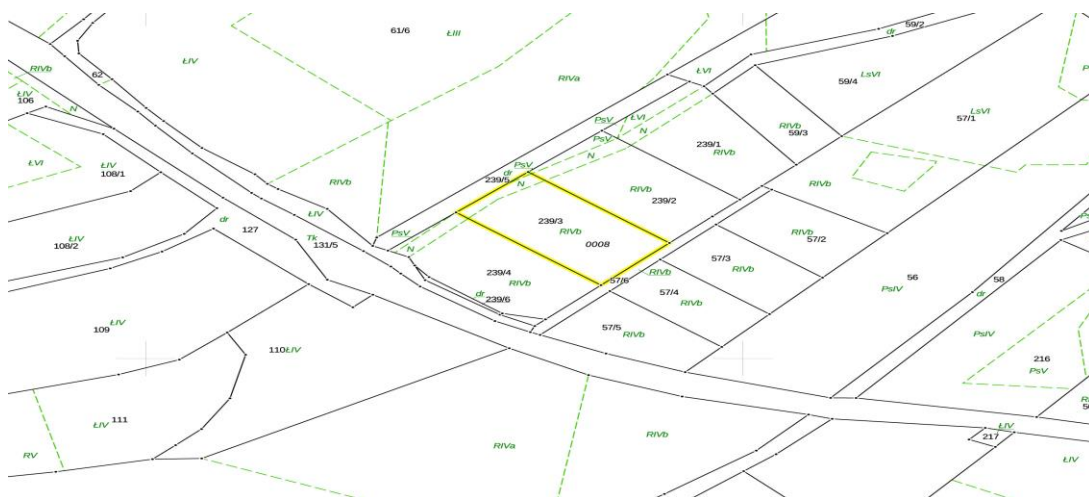 59/2
dr
61/6
ŁIII
ŁIV
RIVb
62
RIVa
ŁVI
59/4
LsVI
P
ŁIV
106
N
PsV
ŁVI
N
RIVb
59/3
LsVI
57/1
PsV
239/1
RIVb
N
ŁVI
ŁIV
108/1
PsV
dr
239/5
N
RIVb
RIVb
RIVb
239/2
ŁIV
dr
127
239/3
RIVb
Ps
PsV
Tk
131/5
0008
RIVb
57/2
ŁIV
108/2
N
57/3
239/4
RIVb
57/6
RIVb
56
58
PsIV
dr
dr
239/6
57/4
RIVb
ŁIV
109
57/5
RIVb
PsIV
110
ŁIV
216
PsV
R
50
ŁIV
111
ŁIV
217
RIVb
RIVa
RV
ŁIV